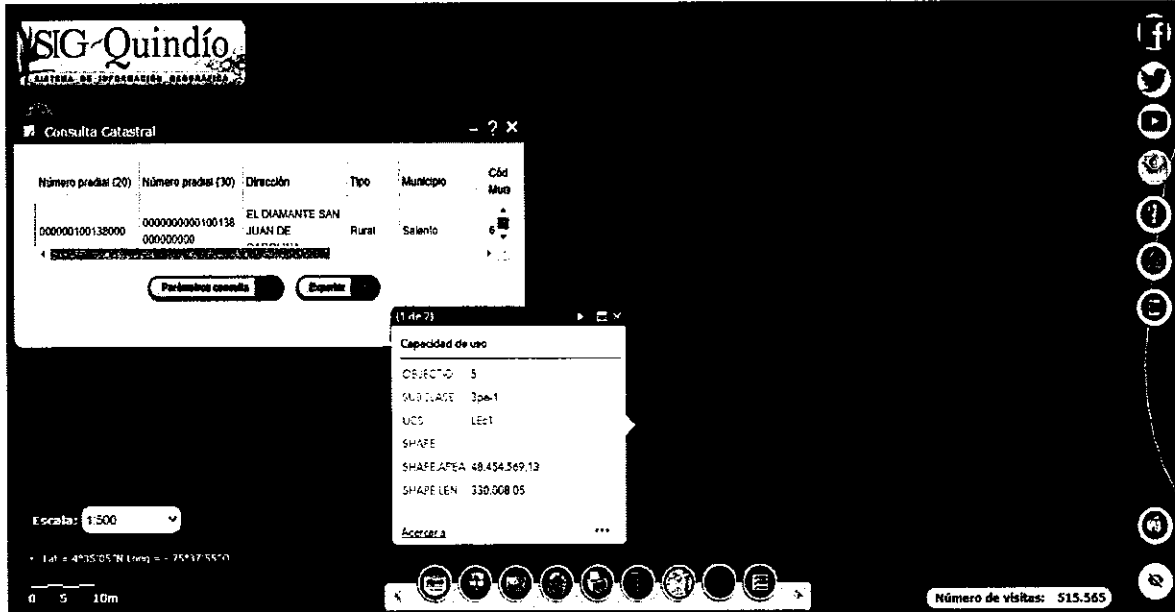 SIG-Quindío
SISTEMA DE INFORMACIÓN GEOGRÁFICA
Consulta Catastral
– ? ×
Número predial (20) Número predial (30) Dirección Tipo Municipio Cód
000000100138000 0000000000100138 000000000 EL DIAMANTE SAN JUAN DE Rural Salento 6
Parámetros consulta Exportar
(1 de 2)
Capacidad de uso
OBJECTID 5
SUBCLASE 3pe-1
UCS
SHAPE
SHAPE.AREA 48.454.569,13
SHAPE.LEN 330.008,05
Acercar a •••
Escala: 1:500
0 5 10m
Número de visitas: 515.565